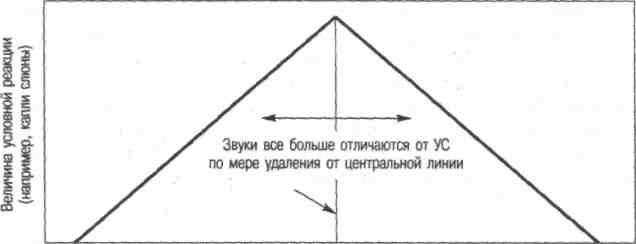 Величина условной реакции
(например, капли слюны)
Звуки все больше отличаются от УС
по мере удаления от центральной линии